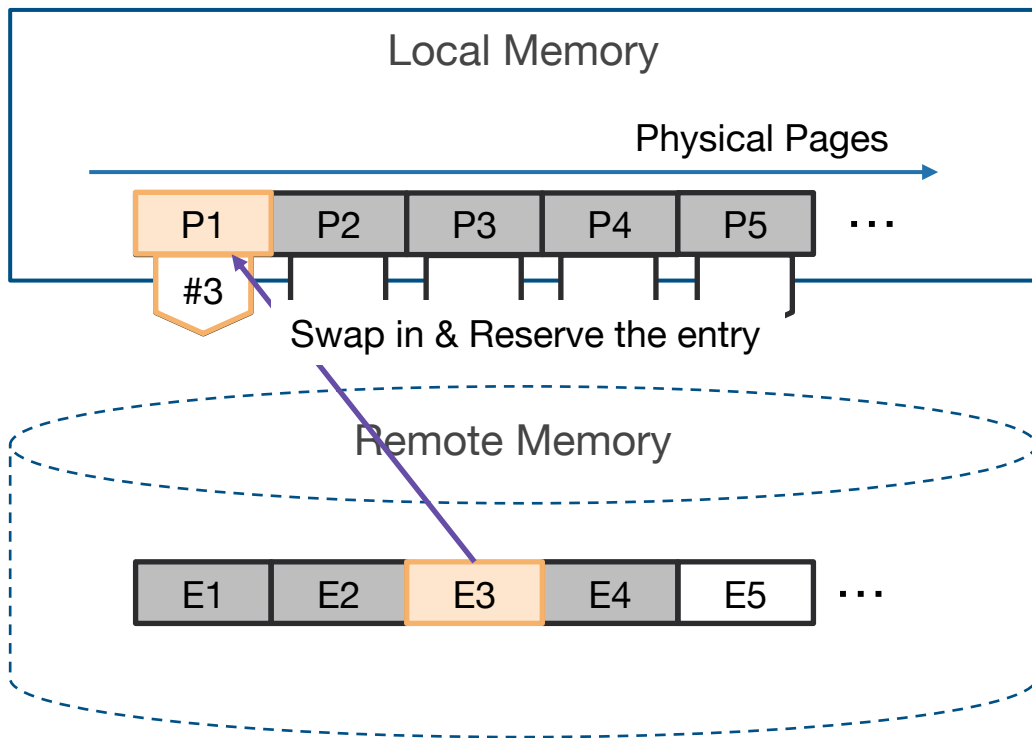 Local Memory
Physical Pages
P1 P2 P3 P4 P5 ...
#3
Swap in & Reserve the entry
Remote Memory
E1 E2 E3 E4 E5 ...